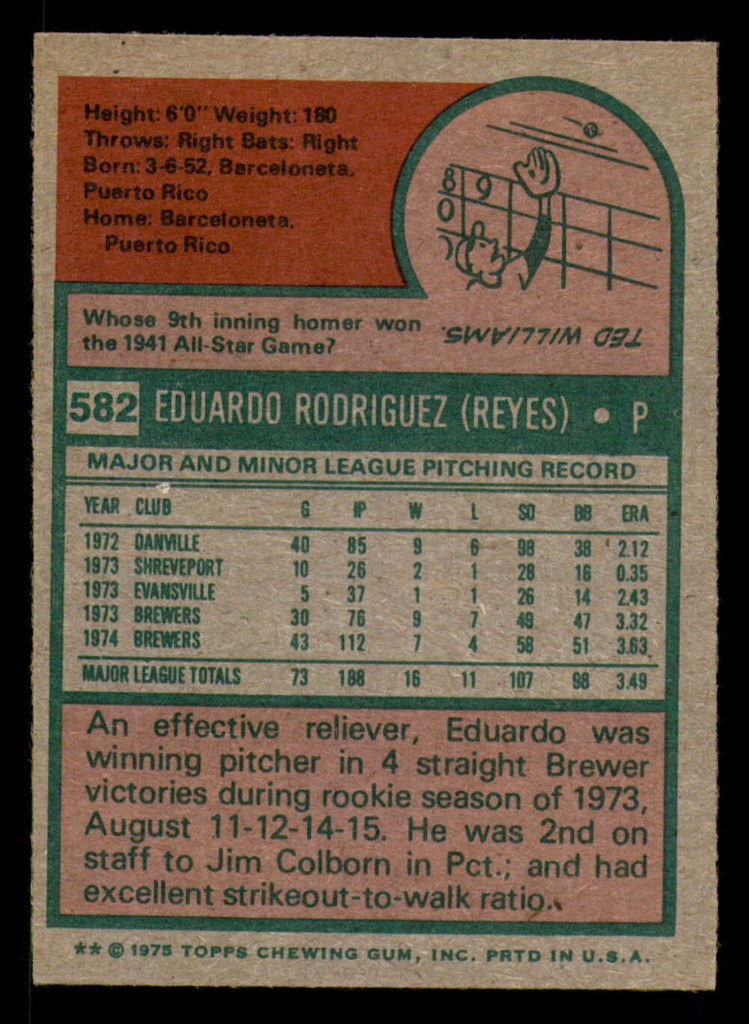 Height: 6'0" Weight: 180
Throws: Right Bats: Right
Born: 3-6-52, Barceloneta,
Puerto Rico
Home: Barceloneta,
Puerto Rico
8 9
0
Whose 9th inning homer won
the 1941 All-Star Game?
TED WILLIAMS.
582 EDUARDO RODRIGUEZ (REYES) • P
MAJOR AND MINOR LEAGUE PITCHING RECORD
YEAR CLUB G IP W L SO BB ERA
1972 DANVILLE 40 85 9 6 98 38 2.12
1973 SHREVEPORT 10 26 2 1 28 16 0.35
1973 EVANSVILLE 5 37 1 1 26 14 2.43
1973 BREWERS 30 76 9 7 49 47 3.32
1974 BREWERS 43 112 7 4 58 51 3.63
MAJOR LEAGUE TOTALS 73 188 16 11 107 98 3.49
An effective reliever, Eduardo was
winning pitcher in 4 straight Brewer
victories during rookie season of 1973,
August 11-12-14-15. He was 2nd on
staff to Jim Colborn in Pct.; and had
excellent strikeout-to-walk ratio.
** © 1975 TOPPS CHEWING GUM, INC. PRTD IN U.S.A.